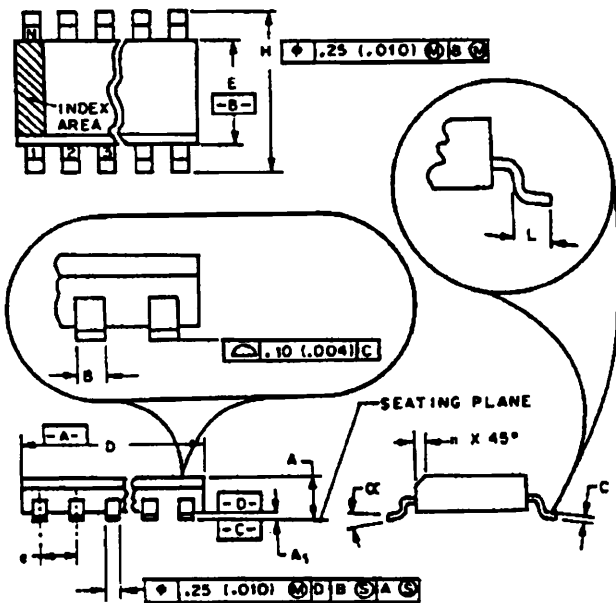 N
H
⌖ .25 (.010) Ⓜ B Ⓜ
E
-B-
INDEX
AREA
1 2 3
L
⌓ .10 (.004) C
B
SEATING PLANE
-A-
D
A
n X 45°
α
C
-D-
-C-
A₁
e
⌖ .25 (.010) Ⓜ D B Ⓢ A Ⓢ